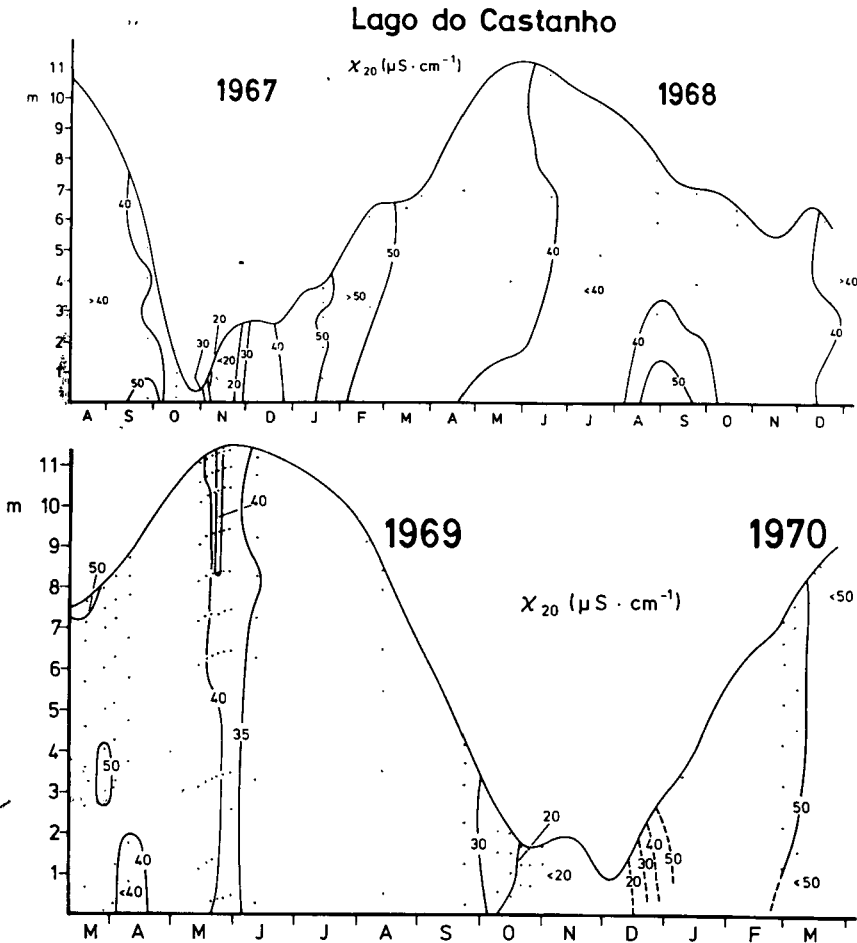 Lago do Castanho
11 χ₂₀ (µS · cm⁻¹)
m 10 1967 1968
9
8
7
40
6
5 50
40
4 >40
>40 20 >50 <40
3
30 50 40 40
2 <20 30 40
1 50 20 50
A S O N D J F M A M J J A S O N D
11
m 10 40 1969 1970
9
50
8 <50
χ₂₀ (µS · cm⁻¹)
7
6
5 40
35
4 50
3 50
20
2 40 30 40
30 50
1 <40 <20 20 <50
M A M J J A S O N D J F M